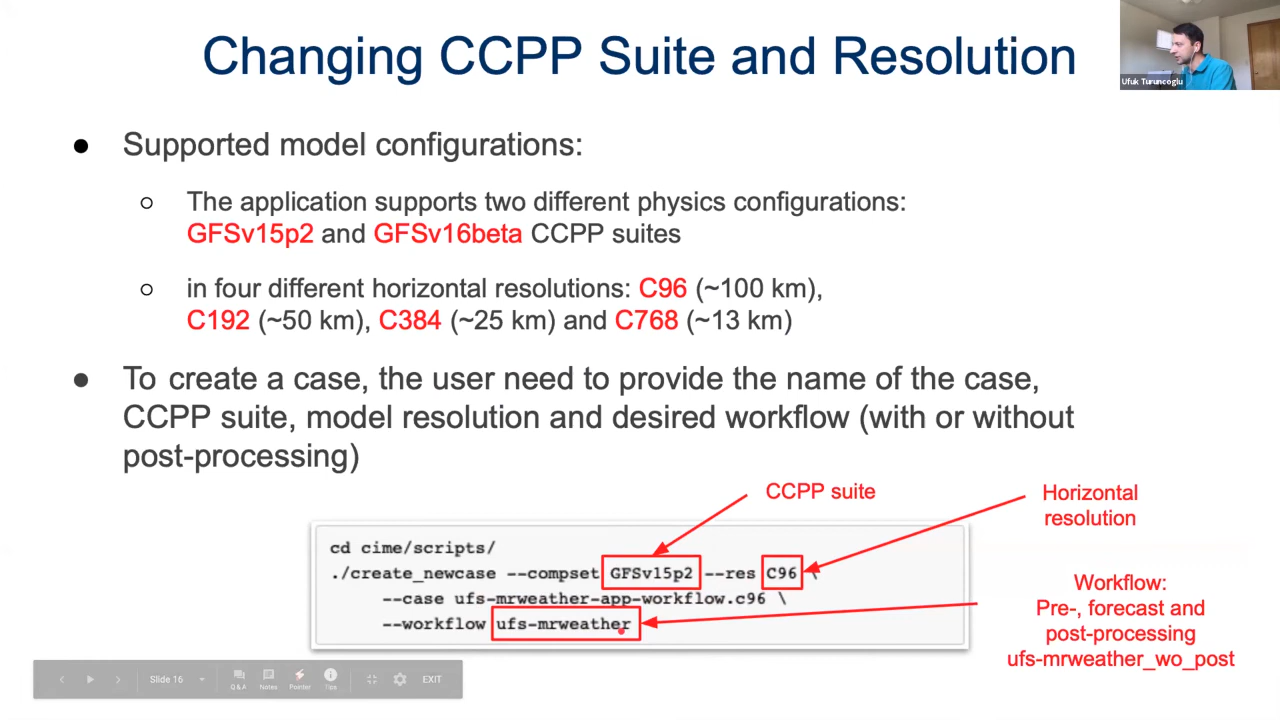 Changing CCPP Suite and Resolution
Ufuk Turuncoglu
● Supported model configurations:
○ The application supports two different physics configurations:
GFSv15p2 and GFSv16beta CCPP suites
○ in four different horizontal resolutions: C96 (~100 km),
C192 (~50 km), C384 (~25 km) and C768 (~13 km)
● To create a case, the user need to provide the name of the case,
CCPP suite, model resolution and desired workflow (with or without
post-processing)
CCPP suite
Horizontal
resolution
cd cime/scripts/
./create_newcase --compset GFSv15p2 --res C96 \
--case ufs-mrweather-app-workflow.c96 \
--workflow ufs-mrweather
Workflow:
Pre-, forecast and
post-processing
ufs-mrweather_wo_post
Slide 16
Q & A
Notes
Pointer
Tips
EXIT